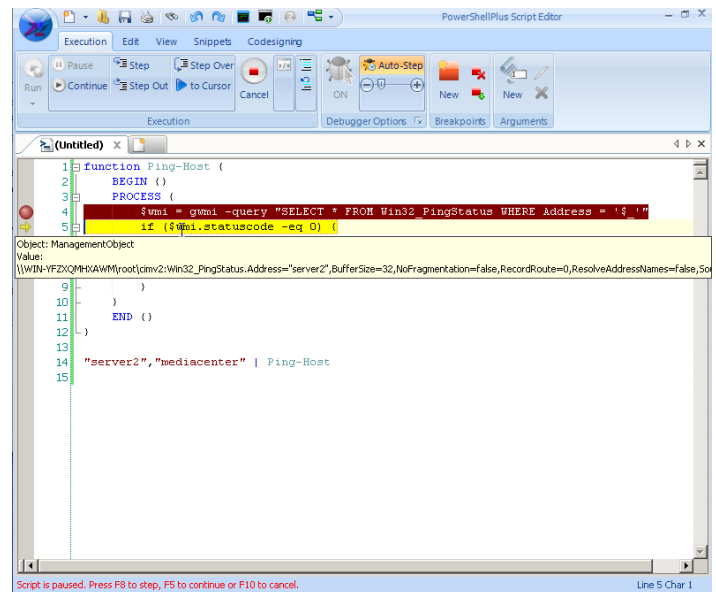 PowerShellPlus Script Editor
Execution Edit View Snippets Codesigning
Run
Pause Step Step Over
Continue Step Out to Cursor
Cancel
ON
Auto-Step
New
New
Execution Debugger Options Breakpoints Arguments
(Untitled) X
1 function Ping-Host {
2 BEGIN {}
3 PROCESS {
4 $wmi = gwmi -query "SELECT * FROM Win32_PingStatus WHERE Address = '$_'"
5 if ($wmi.statuscode -eq 0) {
Object: ManagementObject
Value:
\\WIN-YFZXQMHXAWM\root\cimv2:Win32_PingStatus.Address="server2",BufferSize=32,NoFragmentation=false,RecordRoute=0,ResolveAddressNames=false,Sou
9 }
10 }
11 END {}
12 }
13
14 "server2","mediacenter" | Ping-Host
15
Script is paused. Press F8 to step, F5 to continue or F10 to cancel. Line 5 Char 1